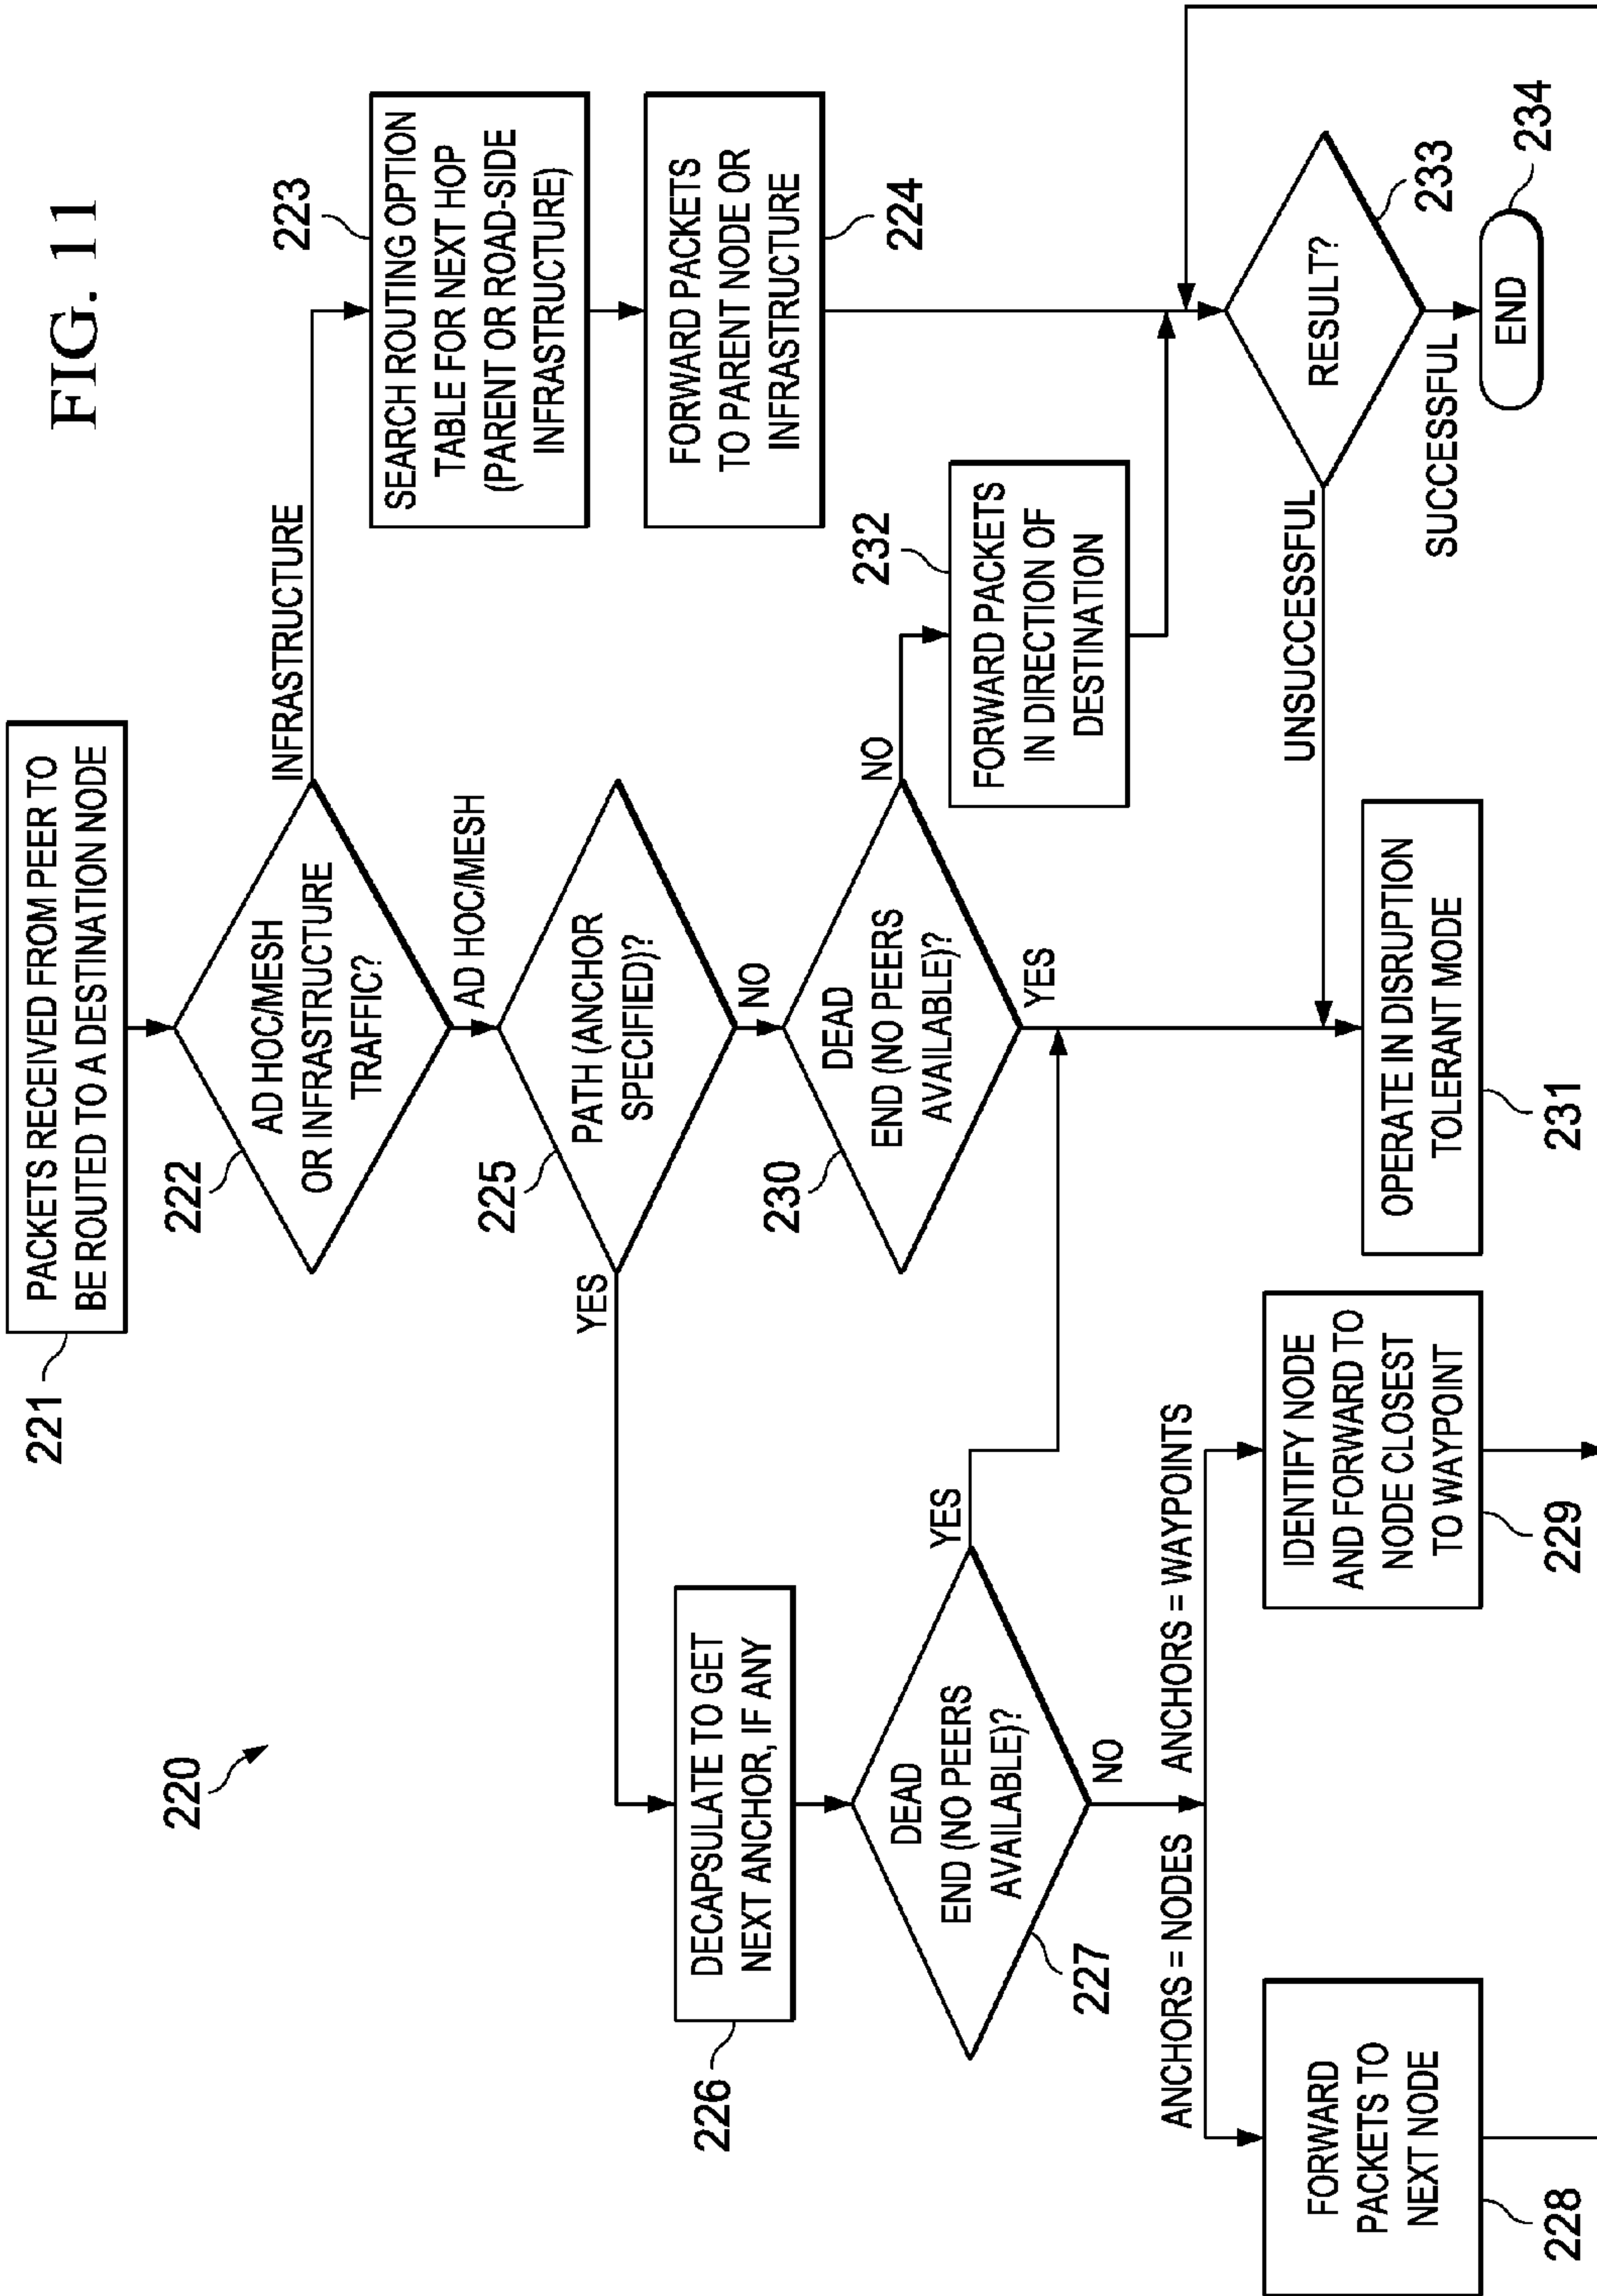 FIG. 11
220
221
PACKETS RECEIVED FROM PEER TO
BE ROUTED TO A DESTINATION NODE
222
AD HOC/MESH
OR INFRASTRUCTURE
TRAFFIC?
INFRASTRUCTURE
AD HOC/MESH
223
SEARCH ROUTING OPTION
TABLE FOR NEXT HOP
(PARENT OR ROAD-SIDE
INFRASTRUCTURE)
FORWARD PACKETS
TO PARENT NODE OR
INFRASTRUCTURE
224
225
PATH (ANCHOR
SPECIFIED)?
YES
NO
DECAPSULATE TO GET
NEXT ANCHOR, IF ANY
226
230
DEAD
END (NO PEERS
AVAILABLE)?
NO
YES
232
FORWARD PACKETS
IN DIRECTION OF
DESTINATION
DEAD
END (NO PEERS
AVAILABLE)?
227
YES
NO
ANCHORS = NODES
ANCHORS = WAYPOINTS
FORWARD
PACKETS TO
NEXT NODE
228
IDENTIFY NODE
AND FORWARD TO
NODE CLOSEST
TO WAYPOINT
229
OPERATE IN DISRUPTION
TOLERANT MODE
231
UNSUCCESSFUL
RESULT?
233
SUCCESSFUL
END
234